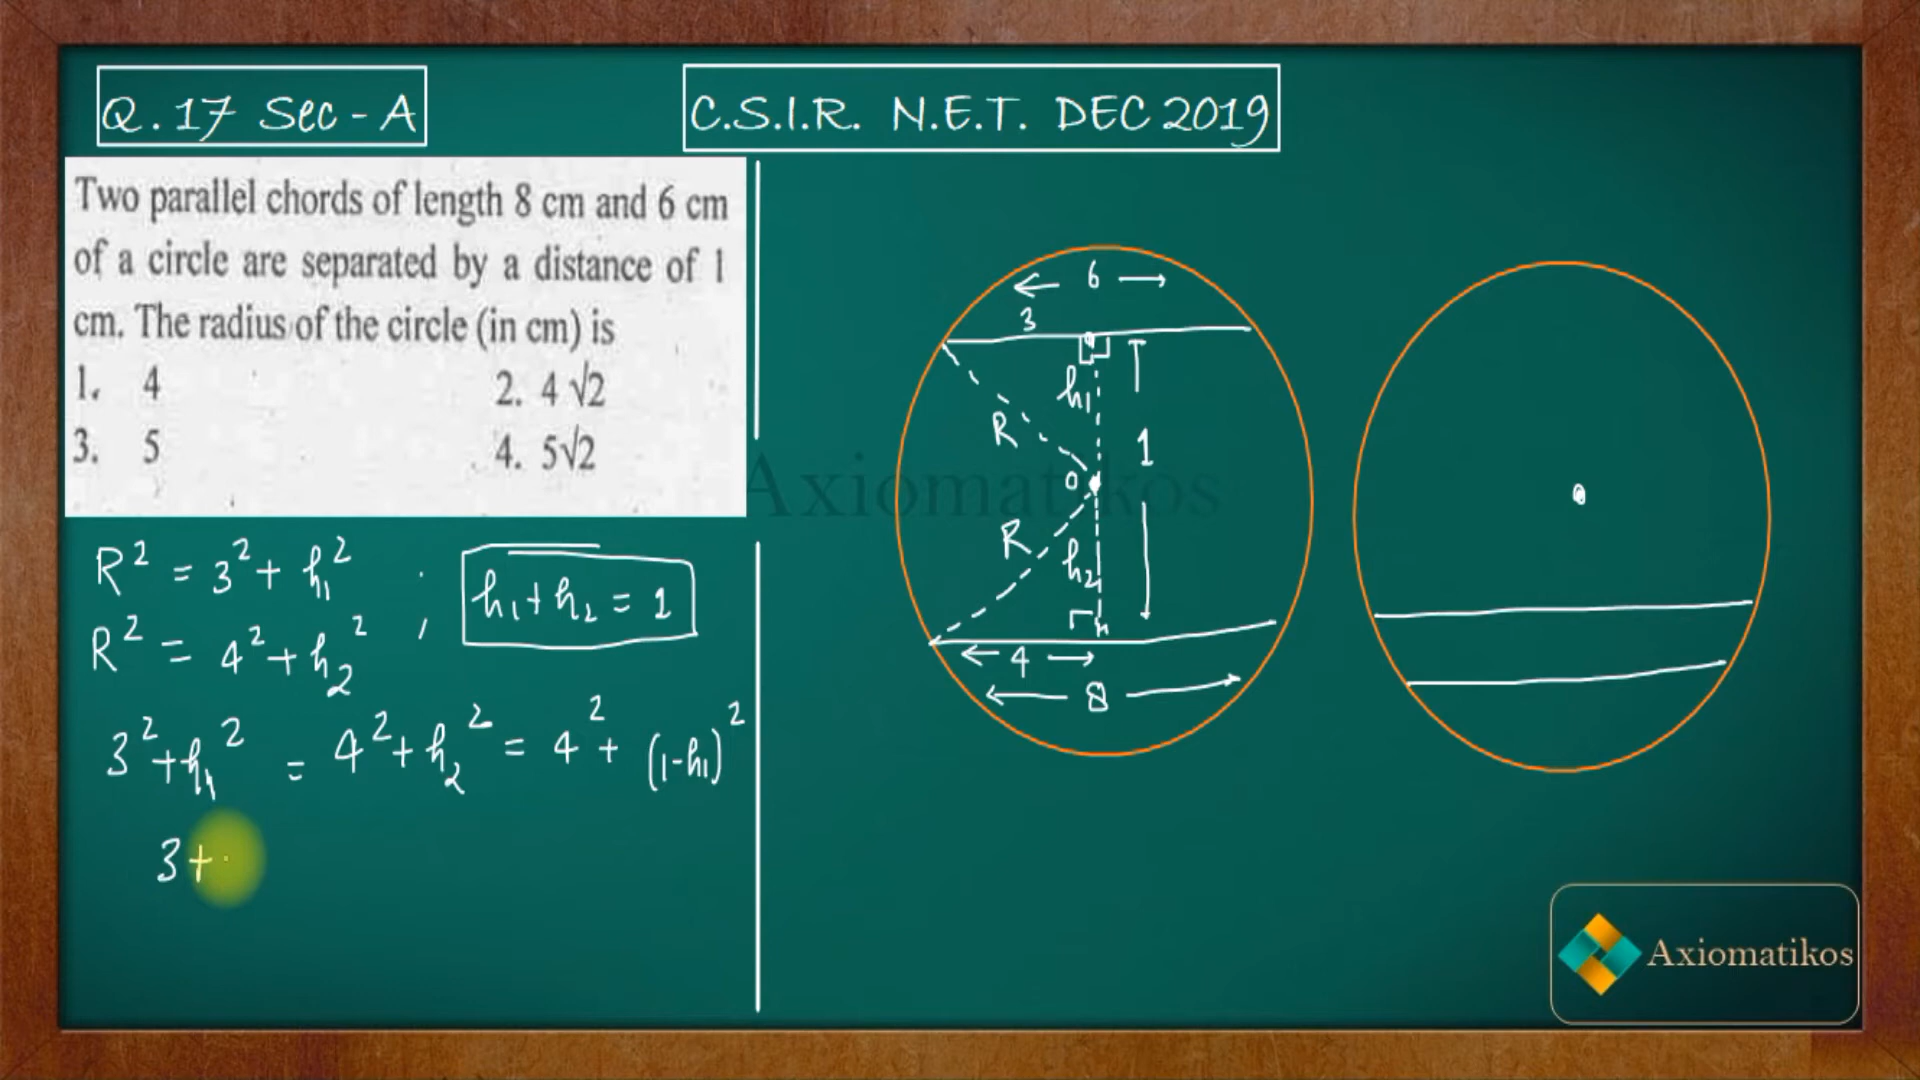 Q. 17 Sec - A
C.S.I.R. N.E.T. DEC 2019
Two parallel chords of length 8 cm and 6 cm
of a circle are separated by a distance of 1
cm. The radius of the circle (in cm) is
1. 4
2. 4 √2
3. 5
4. 5√2
R² = 3² + h₁²
R² = 4² + h₂²
; h₁ + h₂ = 1
3² + h₁² = 4² + h₂² = 4² + (1-h₁)²
3 +
6
3
h₁
R
1
O
R
h₂
4
8
Axiomatikos
Axiomatikos